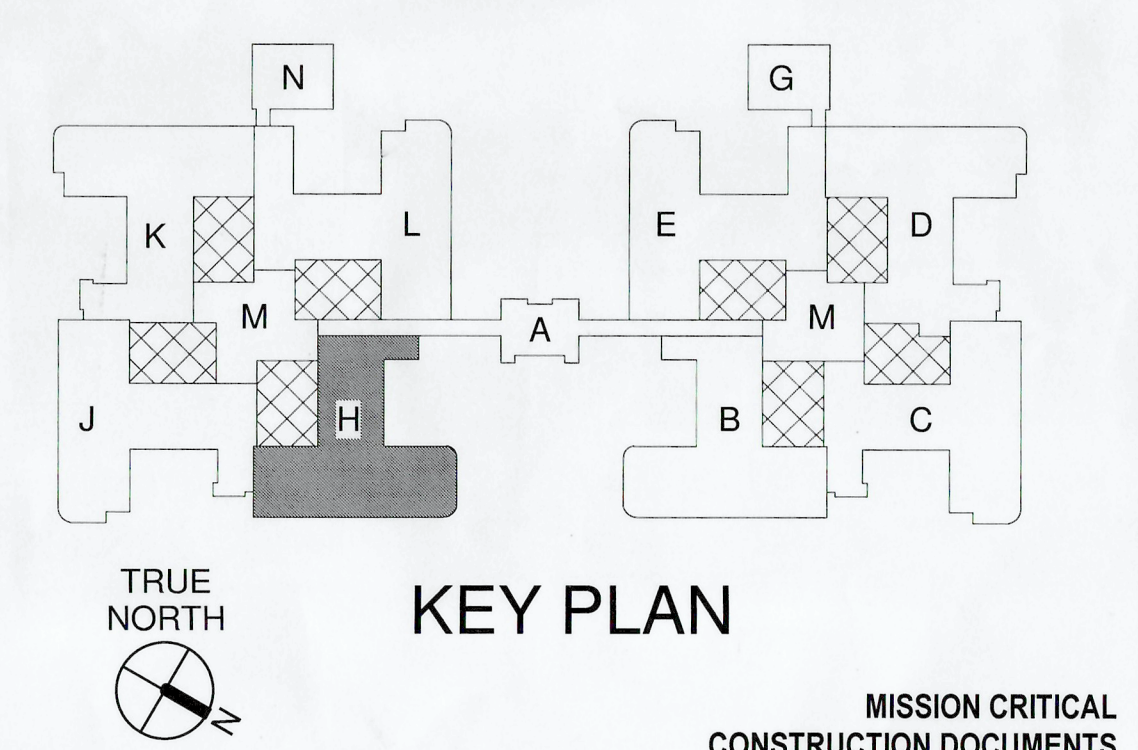 N
G
K
L
E
D
M
A
M
J
H
B
C
TRUE
NORTH
N
KEY PLAN
MISSION CRITICAL
CONSTRUCTION DOCUMENTS